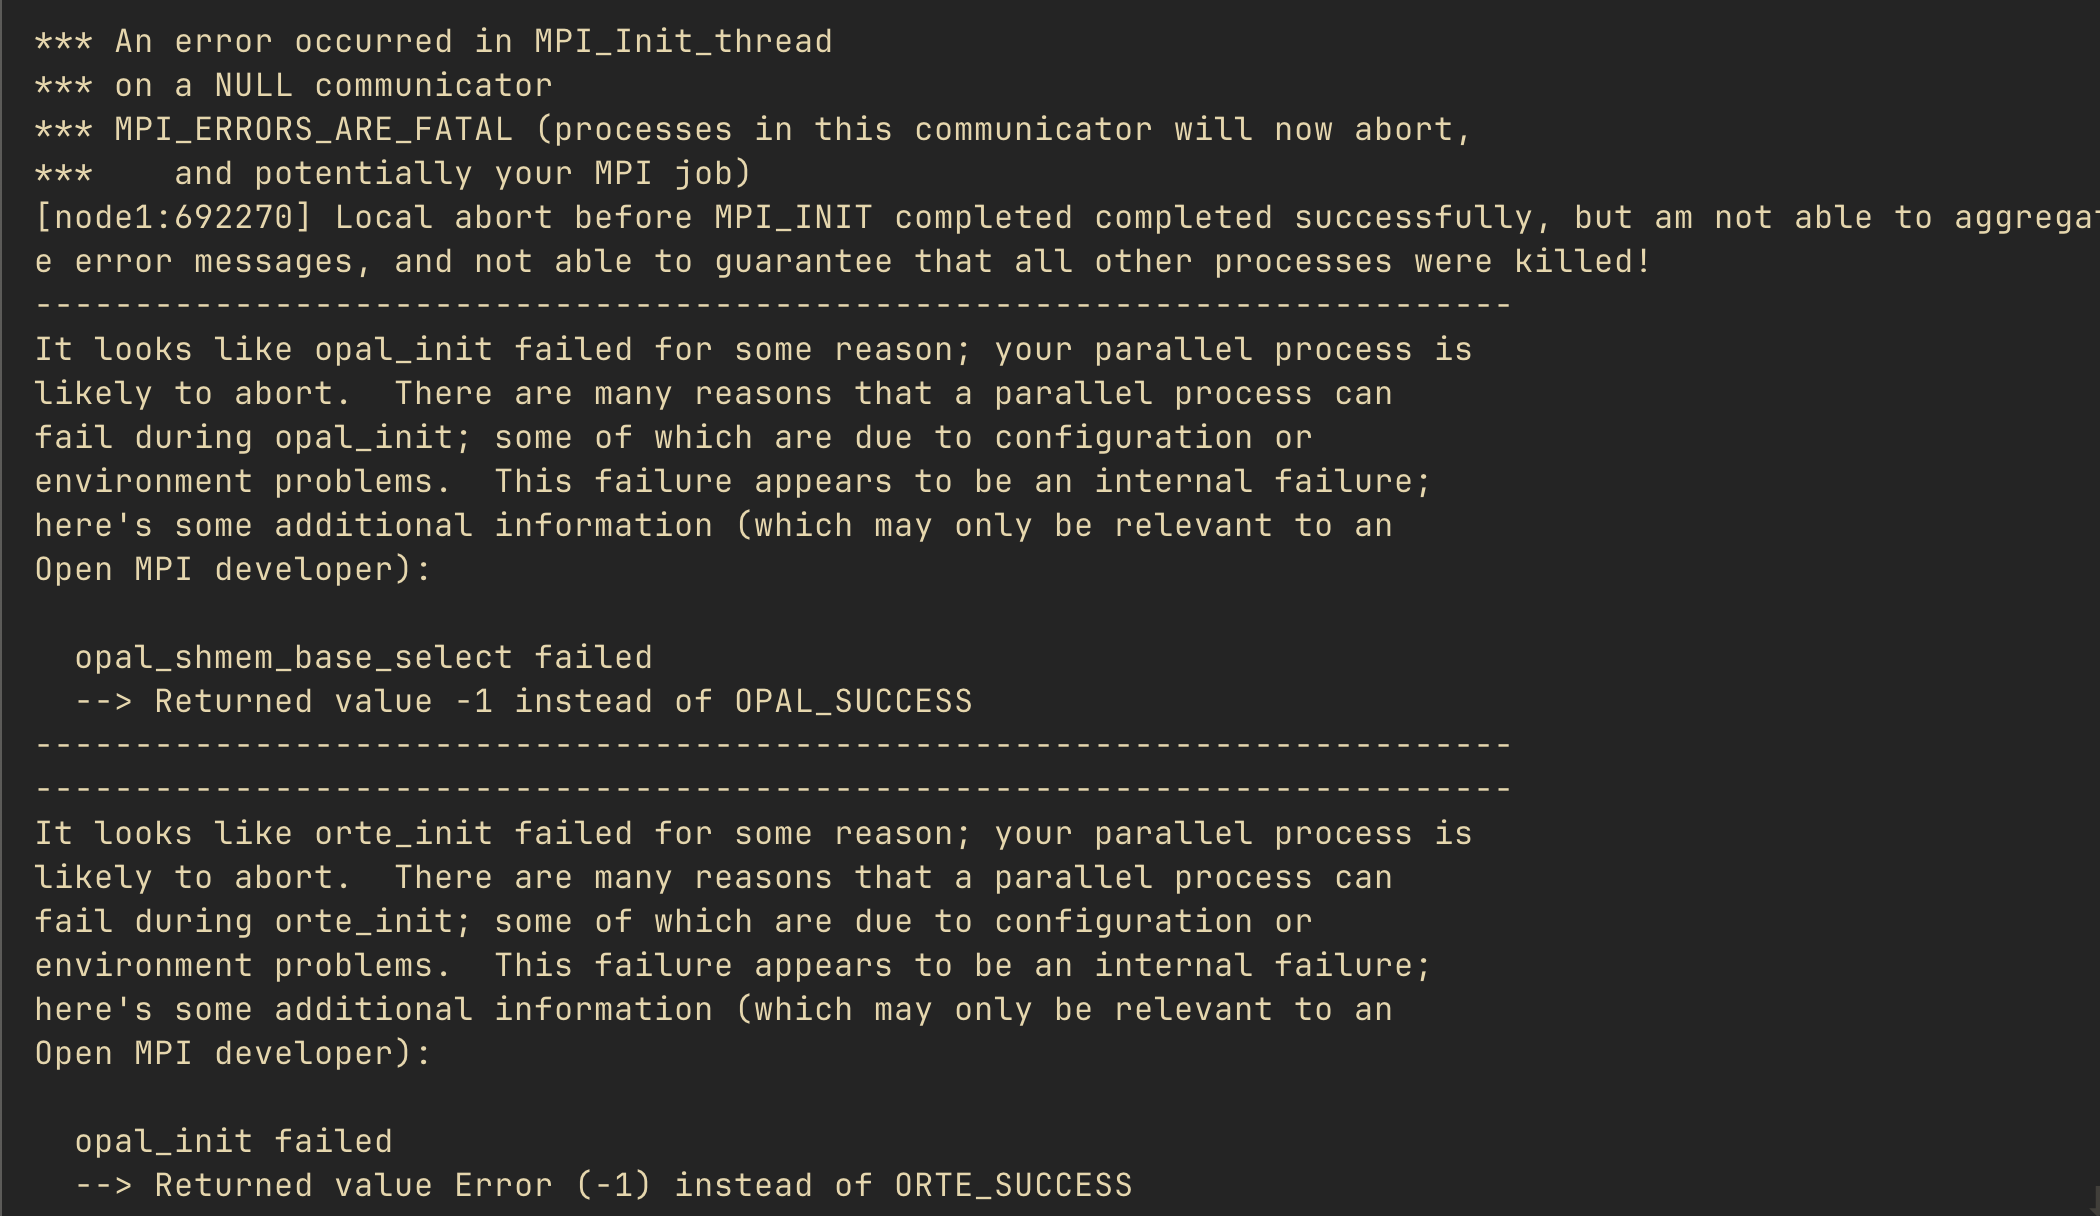 *** An error occurred in MPI_Init_thread
*** on a NULL communicator
*** MPI_ERRORS_ARE_FATAL (processes in this communicator will now abort,
***    and potentially your MPI job)
[node1:692270] Local abort before MPI_INIT completed completed successfully, but am not able to aggregat
e error messages, and not able to guarantee that all other processes were killed!
--------------------------------------------------------------------------
It looks like opal_init failed for some reason; your parallel process is
likely to abort.  There are many reasons that a parallel process can
fail during opal_init; some of which are due to configuration or
environment problems.  This failure appears to be an internal failure;
here's some additional information (which may only be relevant to an
Open MPI developer):

  opal_shmem_base_select failed
  --> Returned value -1 instead of OPAL_SUCCESS
--------------------------------------------------------------------------
--------------------------------------------------------------------------
It looks like orte_init failed for some reason; your parallel process is
likely to abort.  There are many reasons that a parallel process can
fail during orte_init; some of which are due to configuration or
environment problems.  This failure appears to be an internal failure;
here's some additional information (which may only be relevant to an
Open MPI developer):

  opal_init failed
  --> Returned value Error (-1) instead of ORTE_SUCCESS